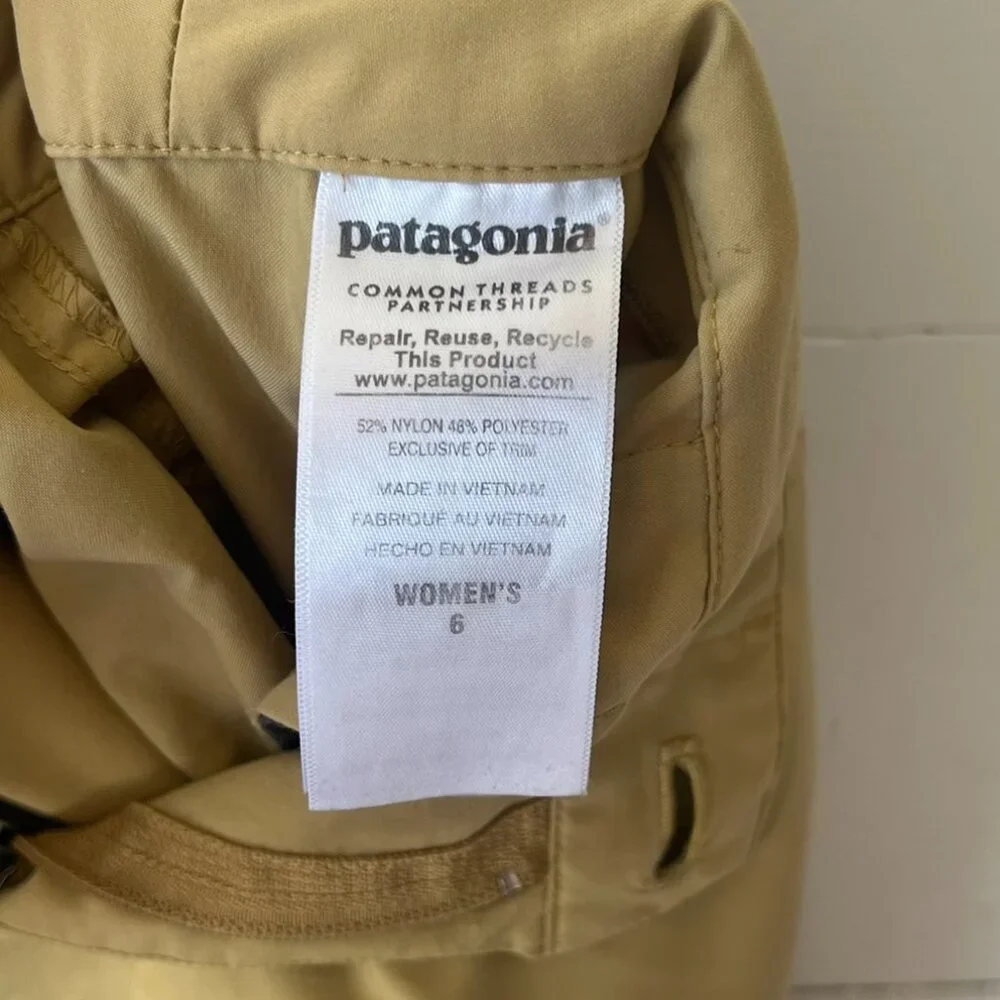 patagonia®
COMMON THREADS
PARTNERSHIP
Repair, Reuse, Recycle
This Product
www.patagonia.com
52% NYLON 48% POLYESTER
EXCLUSIVE OF TRIM
MADE IN VIETNAM
FABRIQUÉ AU VIETNAM
HECHO EN VIETNAM
WOMEN'S
6